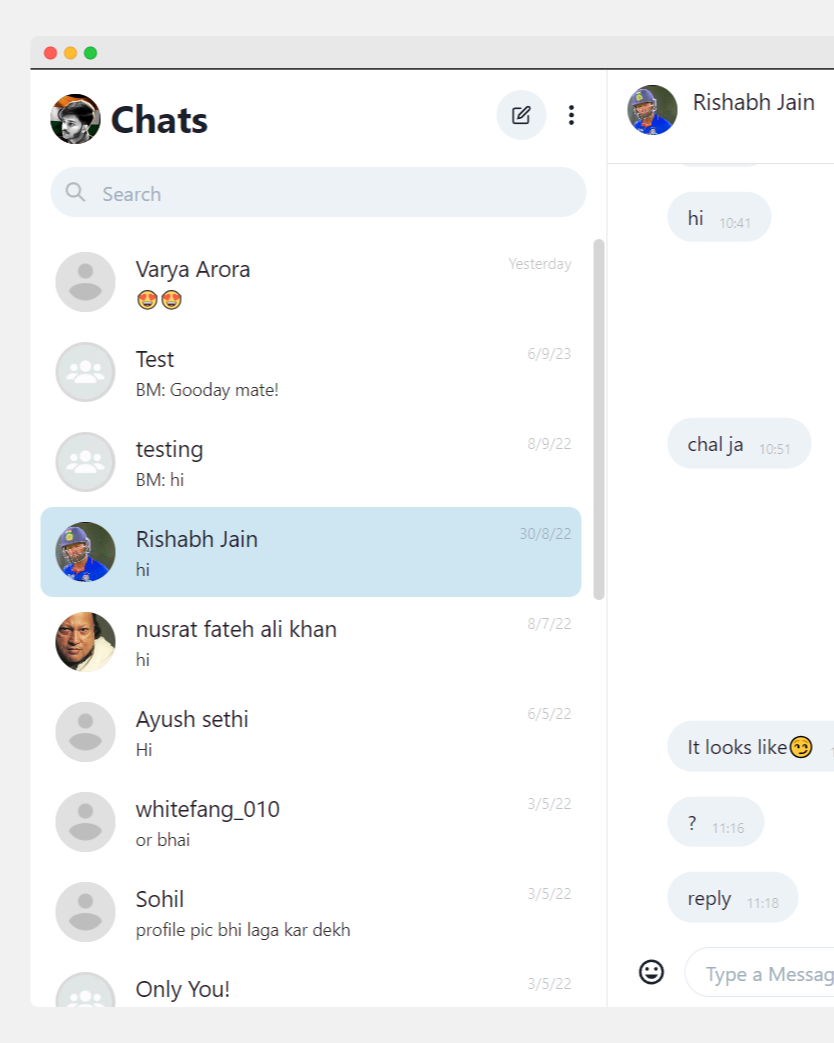 Chats
Search
Varya Arora Yesterday
😍😍
Test 6/9/23
BM: Gooday mate!
testing 8/9/22
BM: hi
Rishabh Jain 30/8/22
hi
nusrat fateh ali khan 8/7/22
hi
Ayush sethi 6/5/22
Hi
whitefang_010 3/5/22
or bhai
Sohil 3/5/22
profile pic bhi laga kar dekh
Only You! 3/5/22
Rishabh Jain
hi 10:41
chal ja 10:51
It looks like😏
? 11:16
reply 11:18
Type a Messag